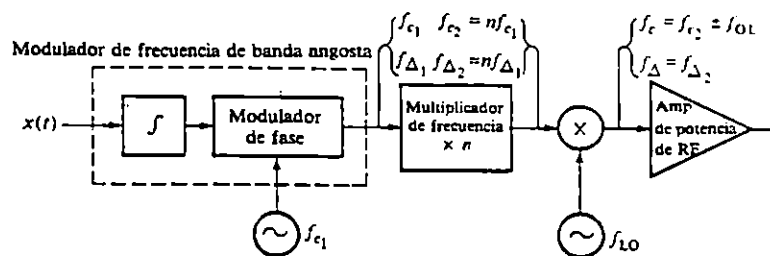 Modulador de frecuencia de banda angosta
x(t)
∫
Modulador
de fase
f_{c_1}
f_{c_1} f_{c_2} = nf_{c_1}
f_{Δ_1} f_{Δ_2} = nf_{Δ_1}
Multiplicador
de frecuencia
× n
×
f_{LO}
f_c = f_{c_2} ± f_{OL}
f_Δ = f_{Δ_2}
Amp
de potencia
de RF